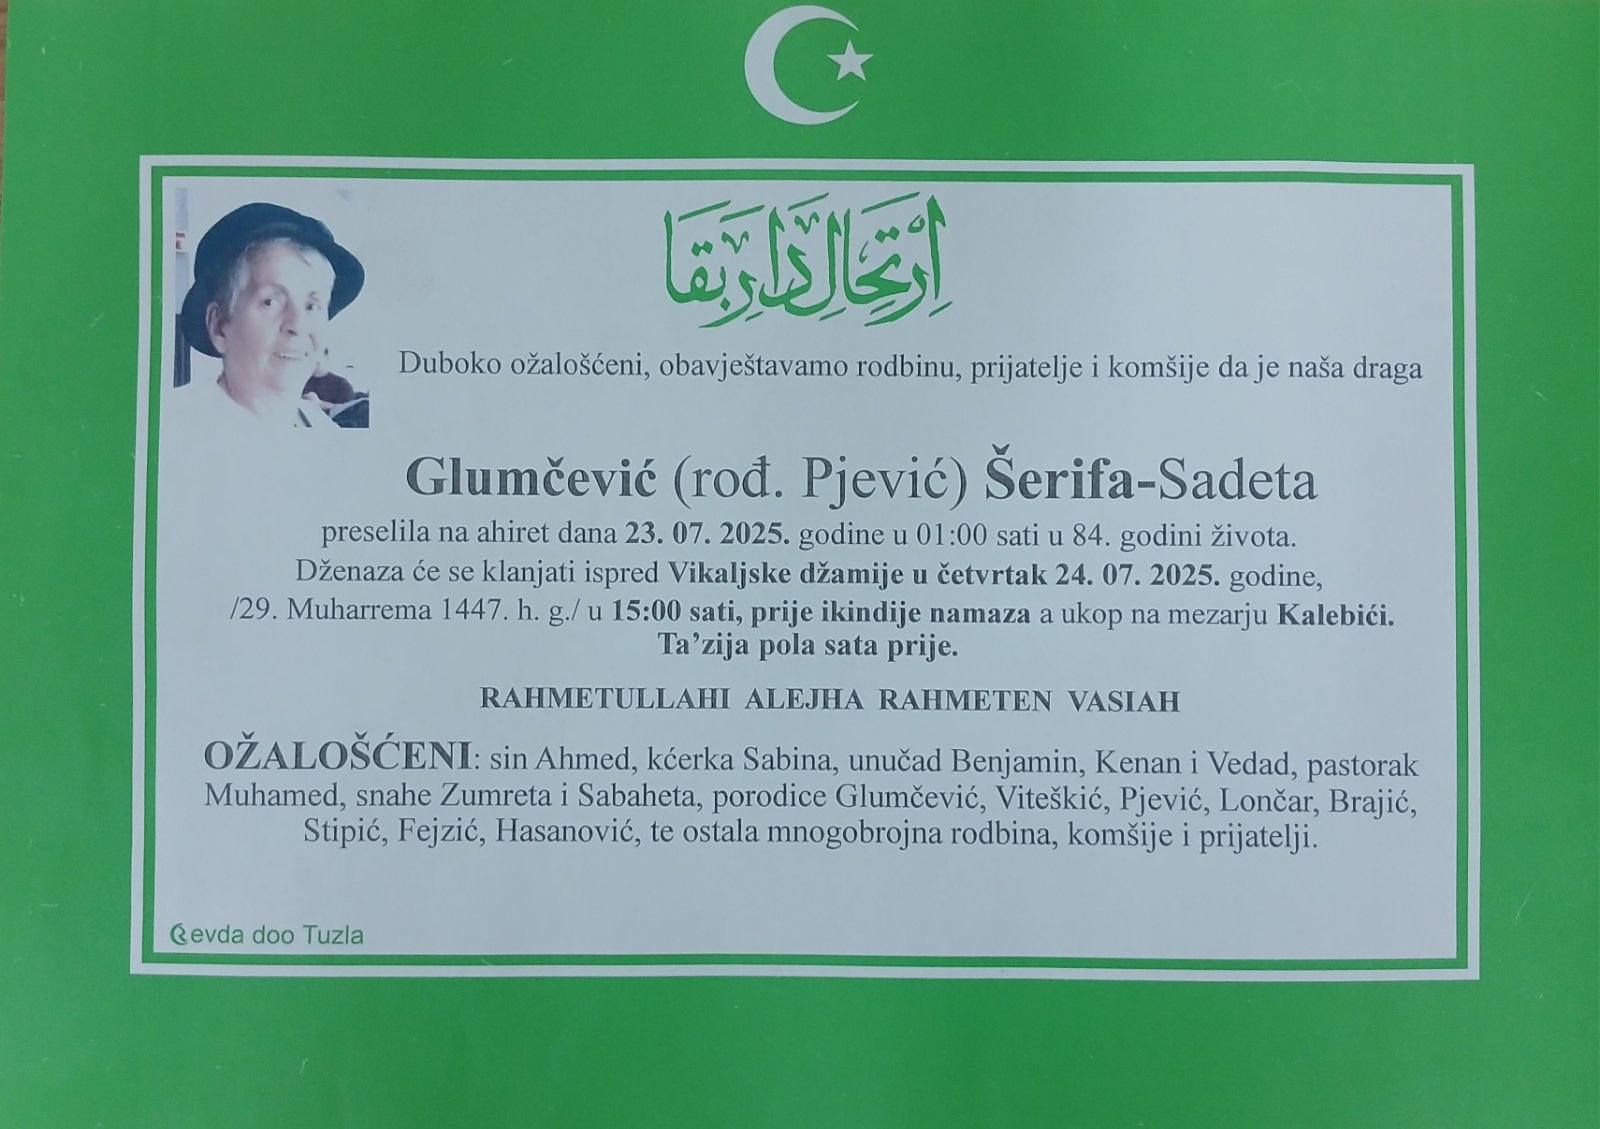 اِرْتِحَالِ دَارِ بَقَا
Duboko ožalošćeni, obavještavamo rodbinu, prijatelje i komšije da je naša draga
Glumčević (rođ. Pjević) Šerifa-Sadeta
preselila na ahiret dana 23. 07. 2025. godine u 01:00 sati u 84. godini života.
Dženaza će se klanjati ispred Vikaljske džamije u četvrtak 24. 07. 2025. godine,
/29. Muharrema 1447. h. g./ u 15:00 sati, prije ikindije namaza a ukop na mezarju Kalebići.
Ta’zija pola sata prije.
RAHMETULLAHI ALEJHA RAHMETEN VASIAH
OŽALOŠĆENI: sin Ahmed, kćerka Sabina, unučad Benjamin, Kenan i Vedad, pastorak
Muhamed, snahe Zumreta i Sabaheta, porodice Glumčević, Viteškić, Pjević, Lončar, Brajić,
Stipić, Fejzić, Hasanović, te ostala mnogobrojna rodbina, komšije i prijatelji.
Revda doo Tuzla